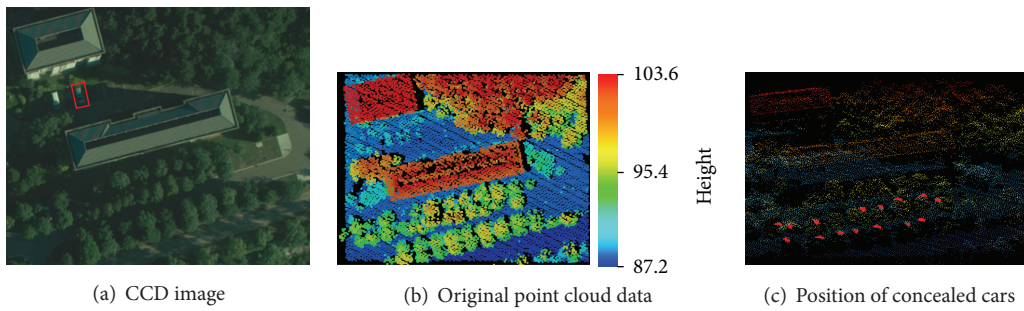 103.6
95.4
87.2
Height
(a) CCD image
(b) Original point cloud data
(c) Position of concealed cars